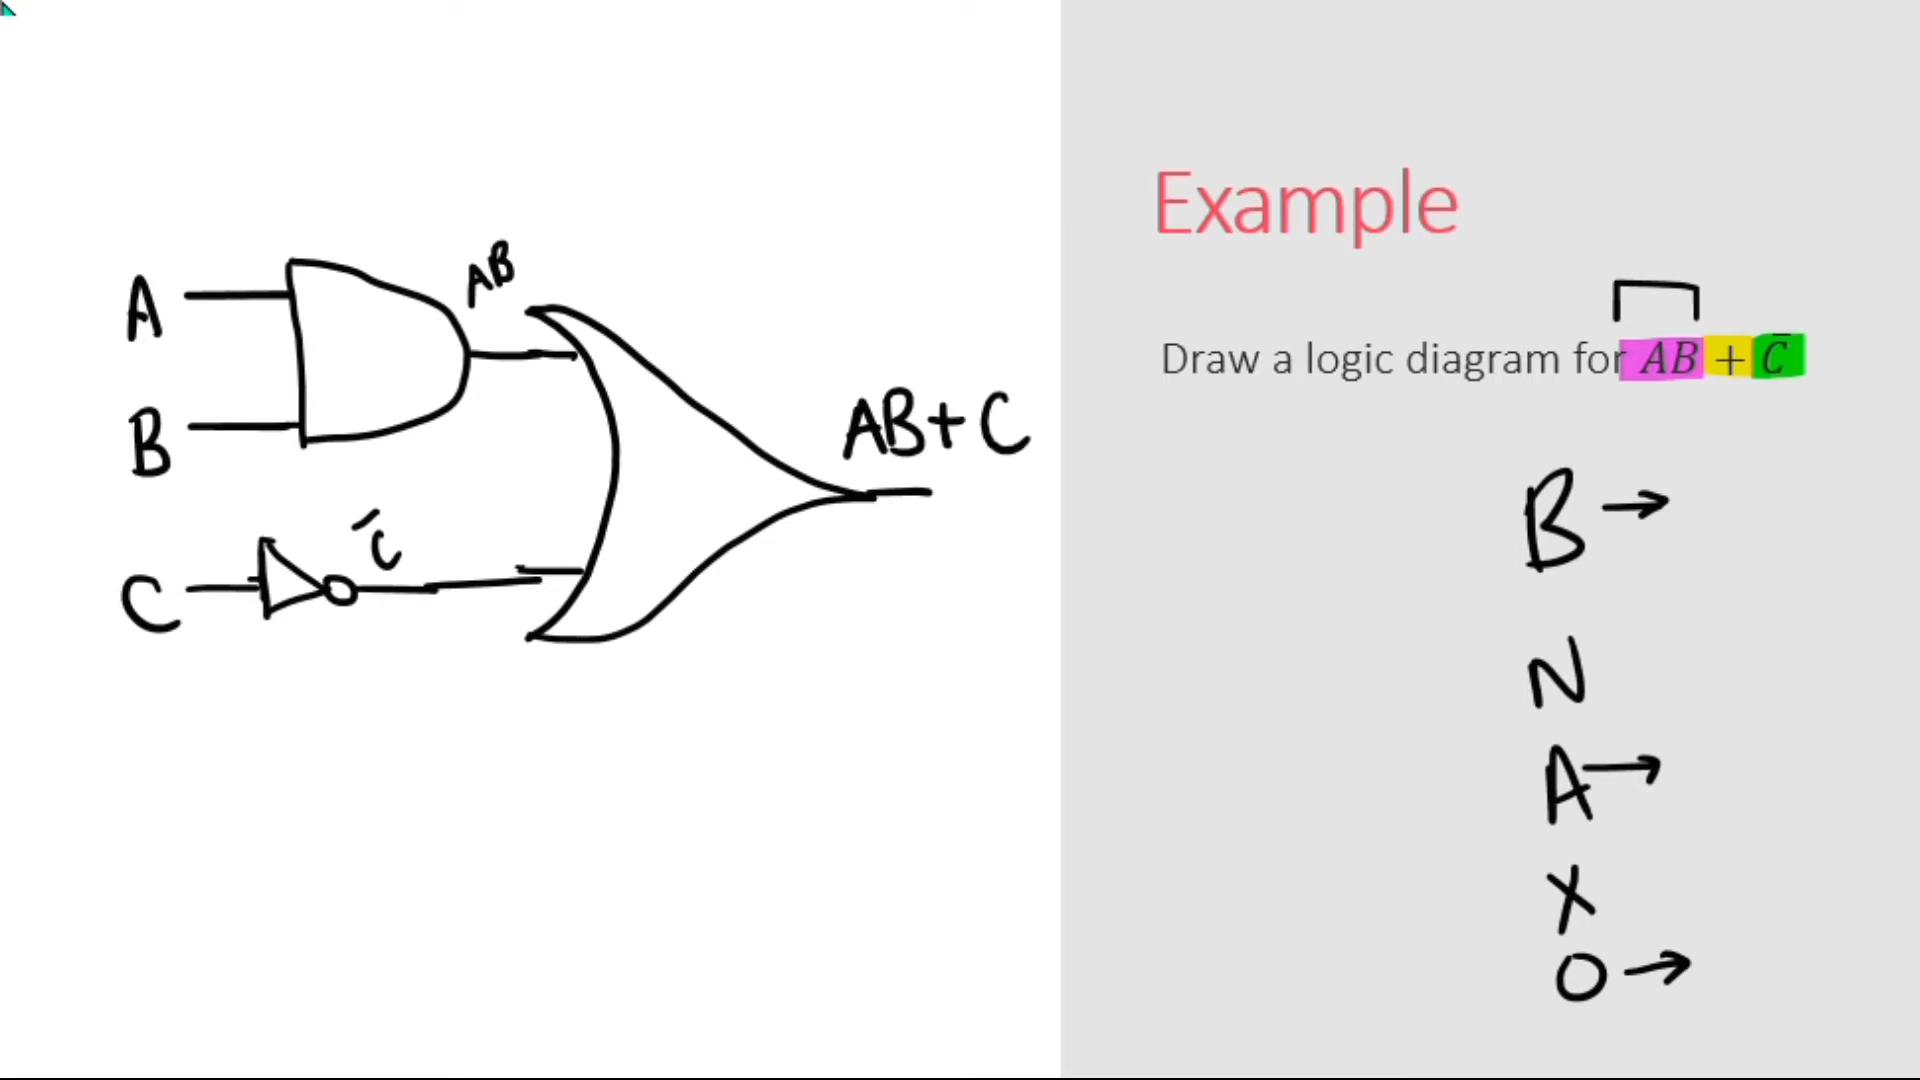 A
B
AB
C
C̄
AB+C
Example
Draw a logic diagram for AB + C̄
B →
N
A →
X
O →